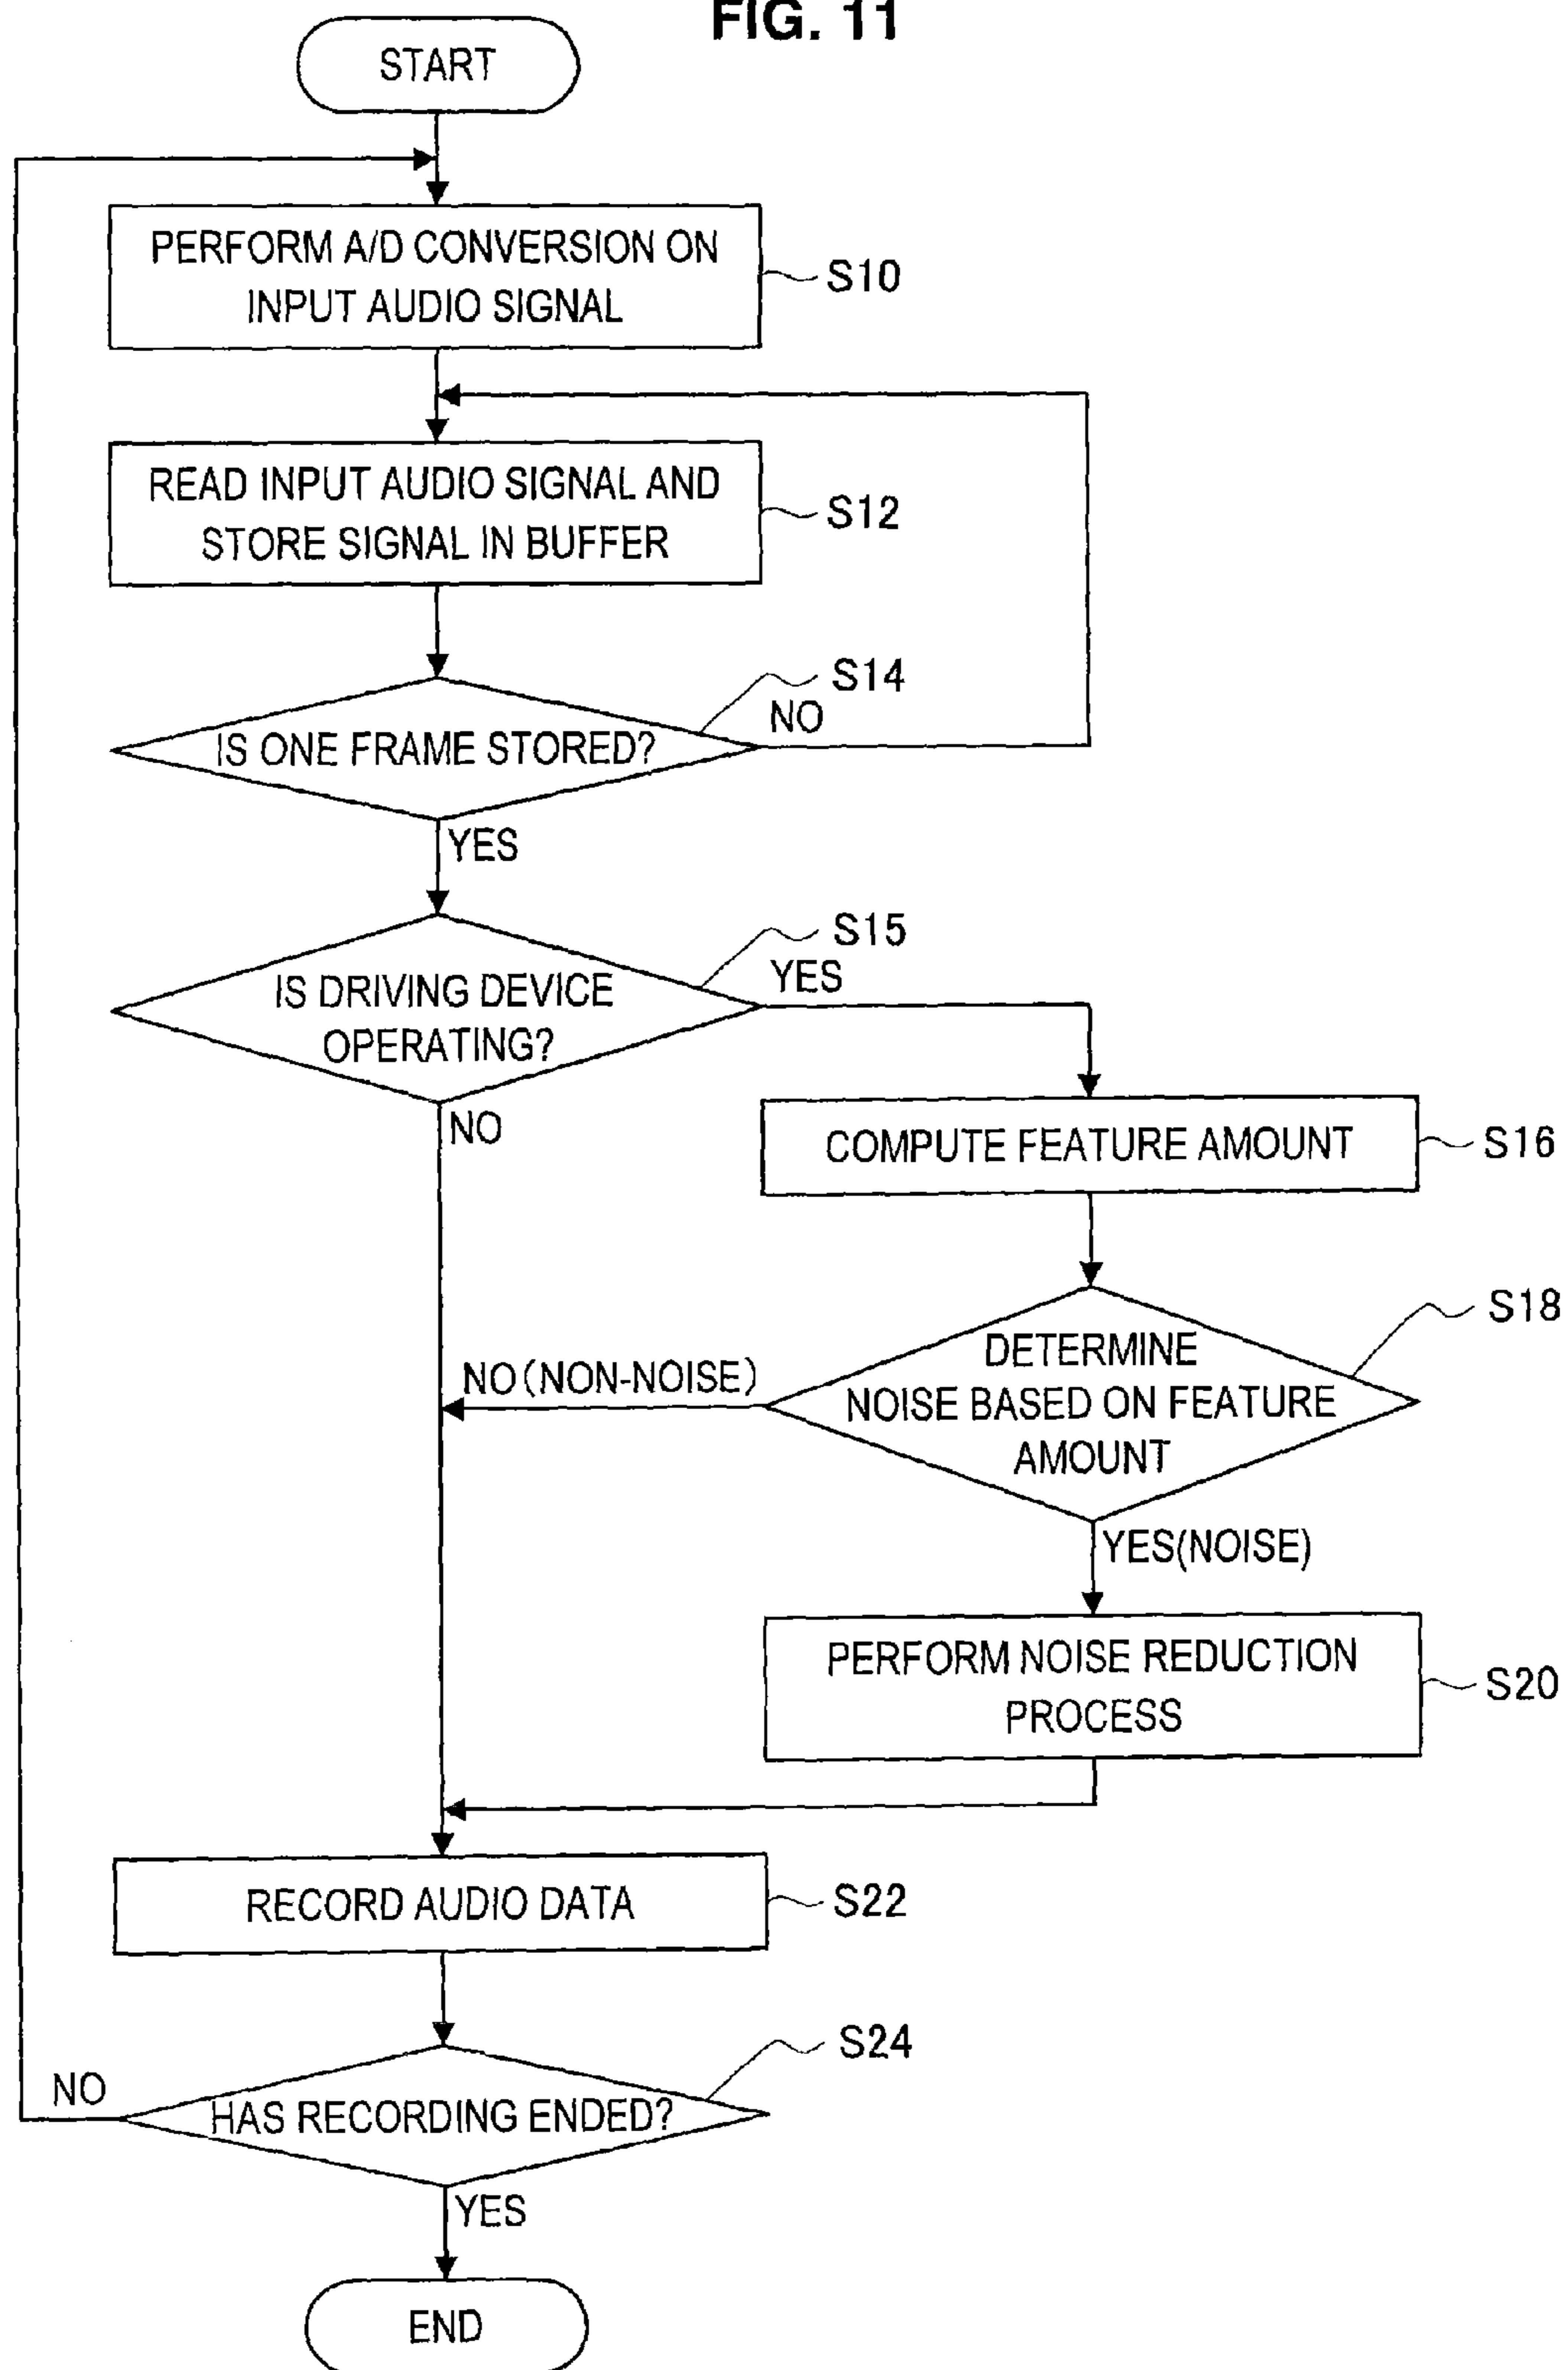 FIG. 11
START
PERFORM A/D CONVERSION ON
INPUT AUDIO SIGNAL
S10
READ INPUT AUDIO SIGNAL AND
STORE SIGNAL IN BUFFER
S12
S14
NO
IS ONE FRAME STORED?
YES
S15
YES
IS DRIVING DEVICE
OPERATING?
NO
COMPUTE FEATURE AMOUNT
S16
S18
DETERMINE
NOISE BASED ON FEATURE
AMOUNT
NO(NON-NOISE)
YES(NOISE)
PERFORM NOISE REDUCTION
PROCESS
S20
RECORD AUDIO DATA
S22
S24
NO
HAS RECORDING ENDED?
YES
END